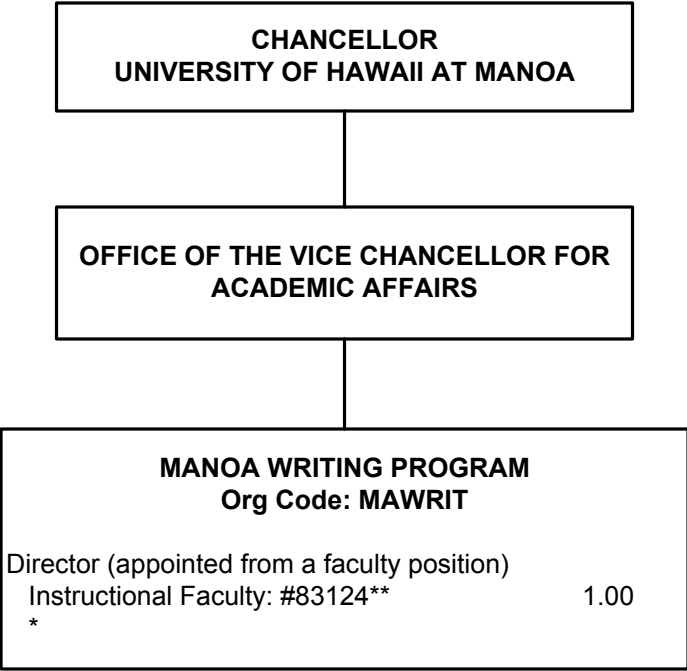 CHANCELLOR
UNIVERSITY OF HAWAII AT MANOA
OFFICE OF THE VICE CHANCELLOR FOR
ACADEMIC AFFAIRS
MANOA WRITING PROGRAM
Org Code: MAWRIT
Director (appointed from a faculty position)
Instructional Faculty: #83124** 1.00
*